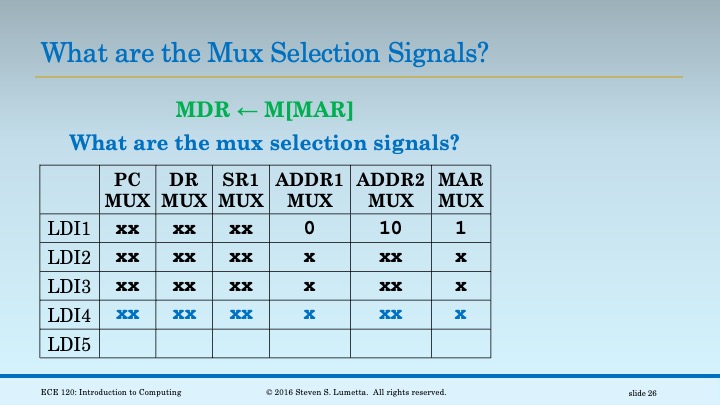 What are the Mux Selection Signals?
MDR ← M[MAR]
What are the mux selection signals?
PC MUX DR MUX SR1 MUX ADDR1 MUX ADDR2 MUX MAR MUX
LDI1 xx xx xx 0 10 1
LDI2 xx xx xx x xx x
LDI3 xx xx xx x xx x
LDI4 xx xx xx x xx x
LDI5
ECE 120: Introduction to Computing © 2016 Steven S. Lumetta. All rights reserved. slide 26